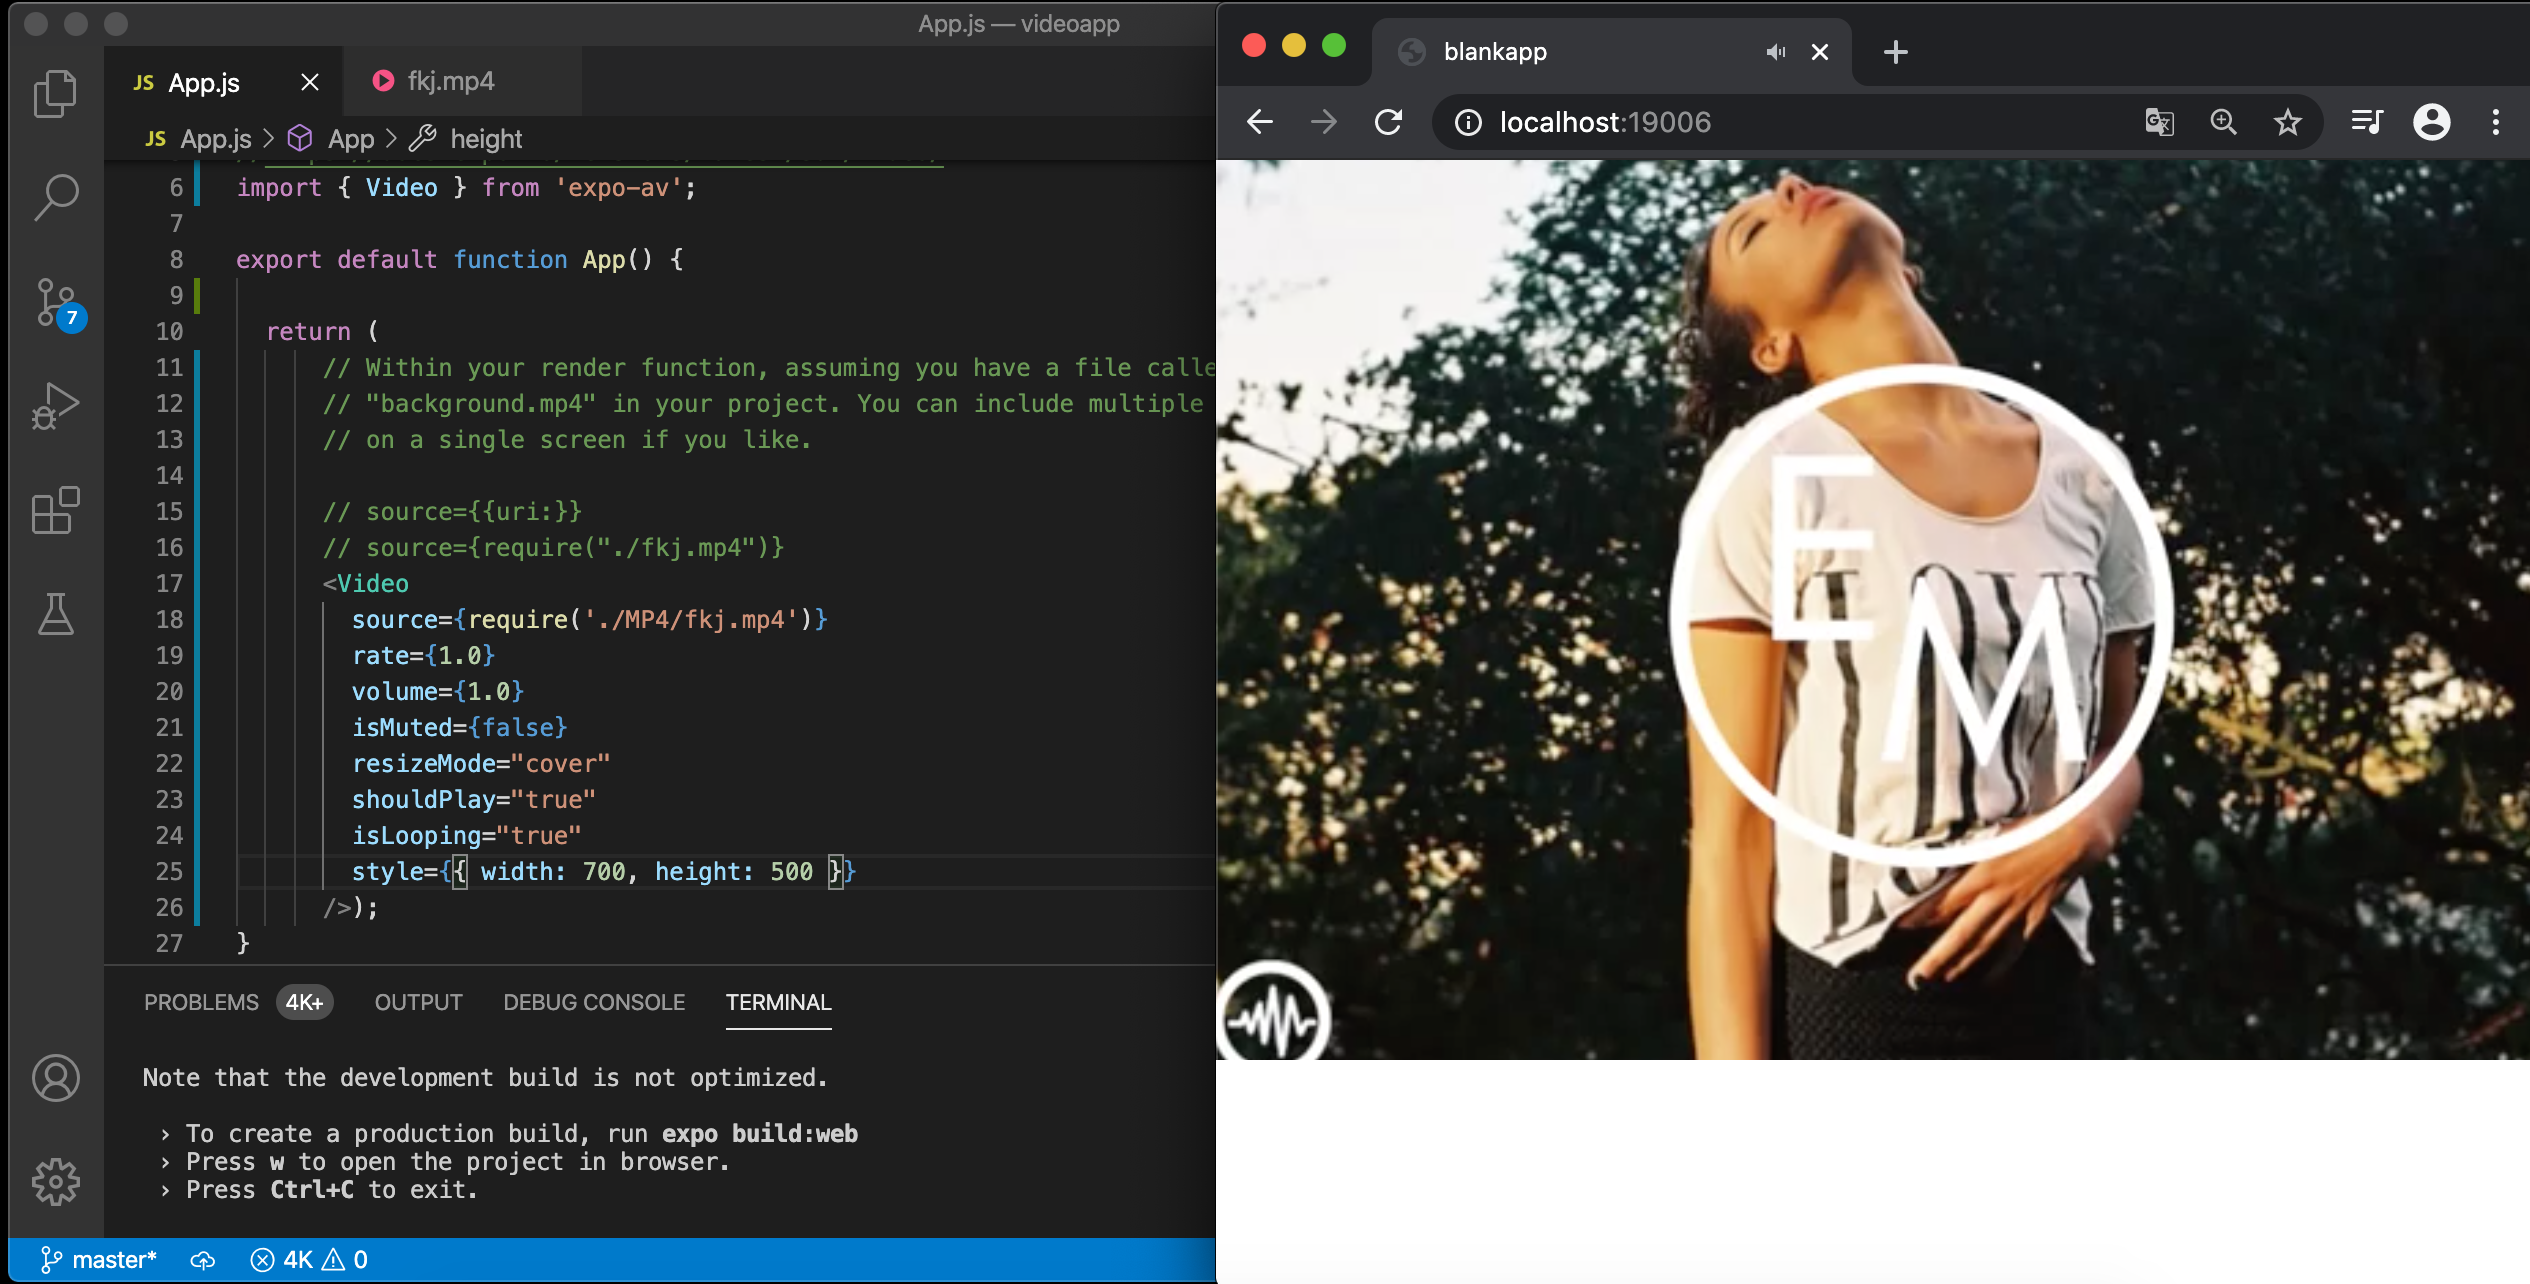 App.js — videoapp
JS App.js
fkj.mp4
JS App.js > App > height
6 import { Video } from 'expo-av';
7
8 export default function App() {
9
10 return (
11 // Within your render function, assuming you have a file calle
12 // "background.mp4" in your project. You can include multiple
13 // on a single screen if you like.
14
15 // source={{uri:}}
16 // source={require("./fkj.mp4")}
17 <Video
18 source={require('./MP4/fkj.mp4')}
19 rate={1.0}
20 volume={1.0}
21 isMuted={false}
22 resizeMode="cover"
23 shouldPlay="true"
24 isLooping="true"
25 style={{ width: 700, height: 500 }}
26 />);
27 }
7
PROBLEMS 4K+ OUTPUT DEBUG CONSOLE TERMINAL
Note that the development build is not optimized.
› To create a production build, run expo build:web
› Press w to open the project in browser.
› Press Ctrl+C to exit.
master* 4K 0
blankapp
localhost:19006
E
M